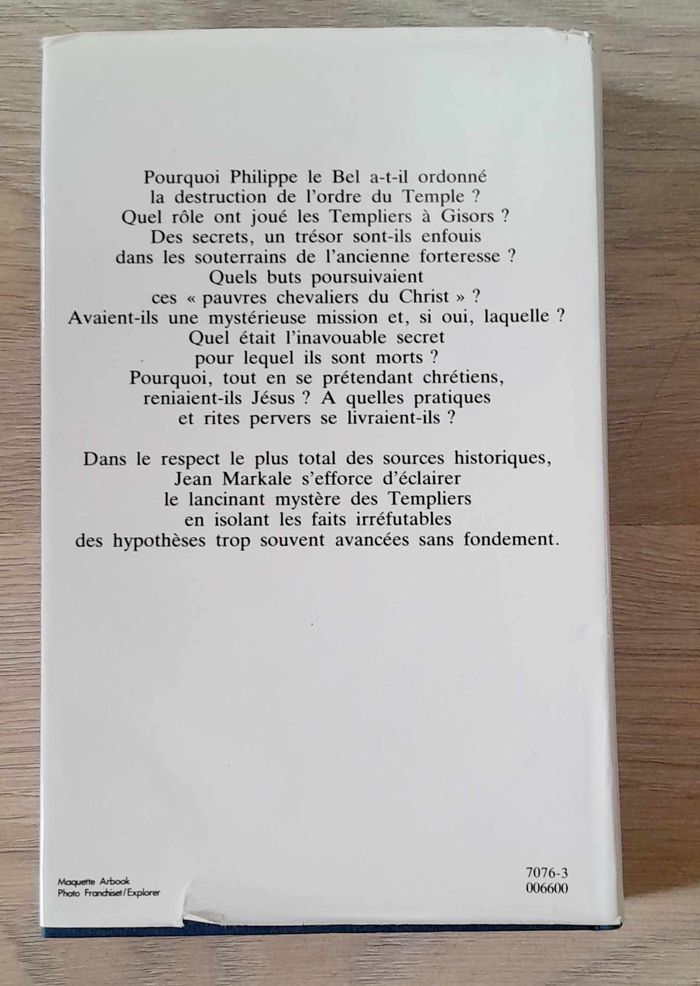 Pourquoi Philippe le Bel a-t-il ordonné
la destruction de l'ordre du Temple ?
Quel rôle ont joué les Templiers à Gisors ?
Des secrets, un trésor sont-ils enfouis
dans les souterrains de l'ancienne forteresse ?
Quels buts poursuivaient
ces « pauvres chevaliers du Christ » ?
Avaient-ils une mystérieuse mission et, si oui, laquelle ?
Quel était l'inavouable secret
pour lequel ils sont morts ?
Pourquoi, tout en se prétendant chrétiens,
reniaient-ils Jésus ? A quelles pratiques
et rites pervers se livraient-ils ?
Dans le respect le plus total des sources historiques,
Jean Markale s'efforce d'éclairer
le lancinant mystère des Templiers
en isolant les faits irréfutables
des hypothèses trop souvent avancées sans fondement.
Maquette Arbook
Photo Franchiset/Explorer
7076-3
006600